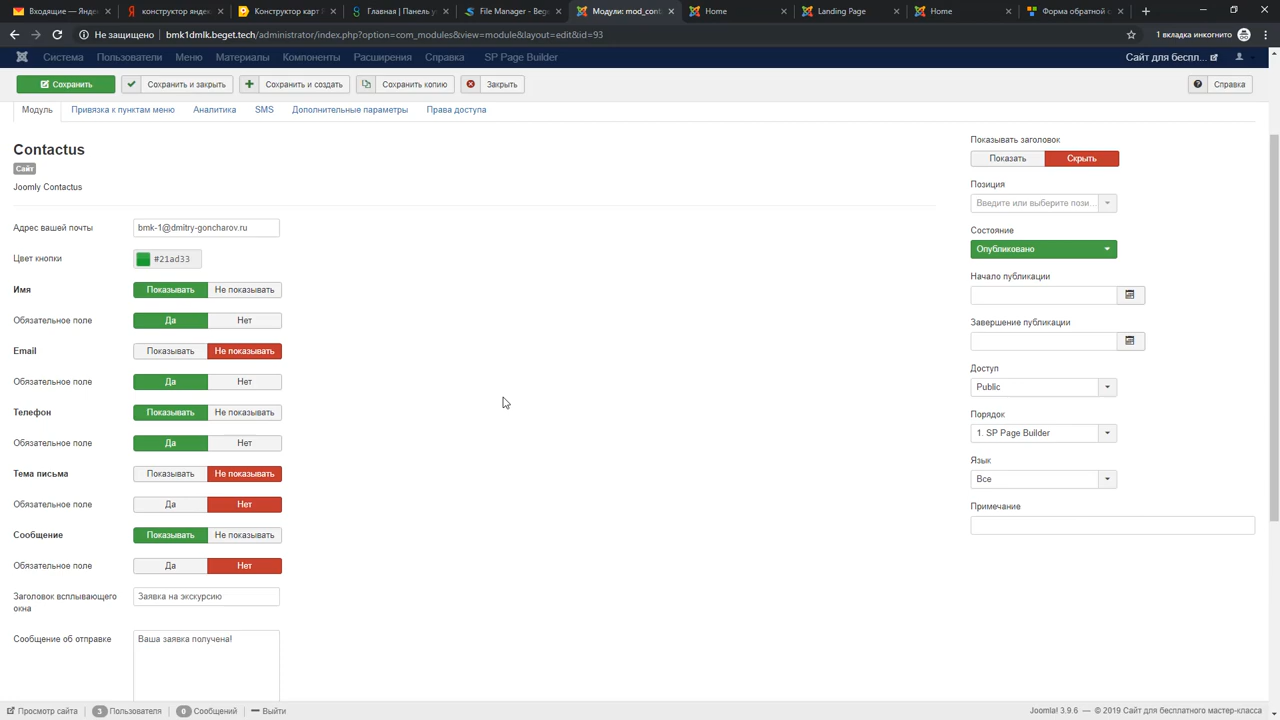 Входящие — Яндек
конструктор яндек
Конструктор карт
Главная | Панель у
File Manager - Beg
Модули: mod_cont
Home
Landing Page
Home
Форма обратной с
Не защищено
bmk1dmlk.beget.tech/administrator/index.php?option=com_modules&view=module&layout=edit&id=93
1 вкладка инкогнито
Система
Пользователи
Меню
Материалы
Компоненты
Расширения
Справка
SP Page Builder
Сайт для беспл...
Сохранить
Сохранить и закрыть
Сохранить и создать
Сохранить копию
Закрыть
Справка
Модуль
Привязка к пунктам меню
Аналитика
SMS
Дополнительные параметры
Права доступа
Contactus
Сайт
Joomly Contactus
Адрес вашей почты
bmk-1@dmitry-goncharov.ru
Цвет кнопки
#21ad33
Имя
Показывать
Не показывать
Обязательное поле
Да
Нет
Email
Показывать
Не показывать
Обязательное поле
Да
Нет
Телефон
Показывать
Не показывать
Обязательное поле
Да
Нет
Тема письма
Показывать
Не показывать
Обязательное поле
Да
Нет
Сообщение
Показывать
Не показывать
Обязательное поле
Да
Нет
Заголовок всплывающего
окна
Заявка на экскурсию
Сообщение об отправке
Ваша заявка получена!
Показывать заголовок
Показать
Скрыть
Позиция
Введите или выберите пози...
Состояние
Опубликовано
Начало публикации
Завершение публикации
Доступ
Public
Порядок
1. SP Page Builder
Язык
Все
Примечание
Просмотр сайта
3 Пользователя
0 Сообщений
Выйти
Joomla! 3.9.6 — © 2019 Сайт для бесплатного мастер-класса